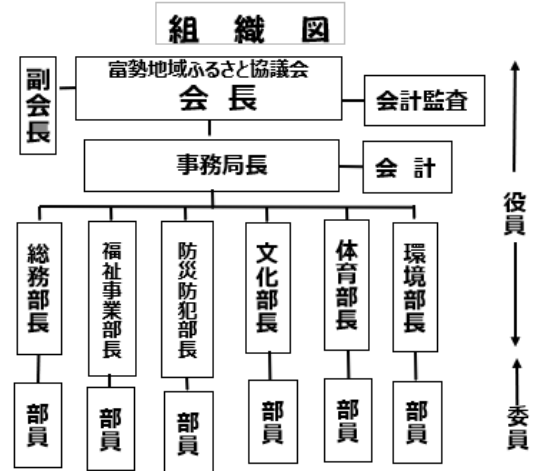 組織図
富勢地域ふるさと協議会
会長
副会長
会計監査
事務局長
会計
役員
総務部長
福祉事業部長
防災防犯部長
文化部長
体育部長
環境部長
部員
部員
部員
部員
部員
部員
委員